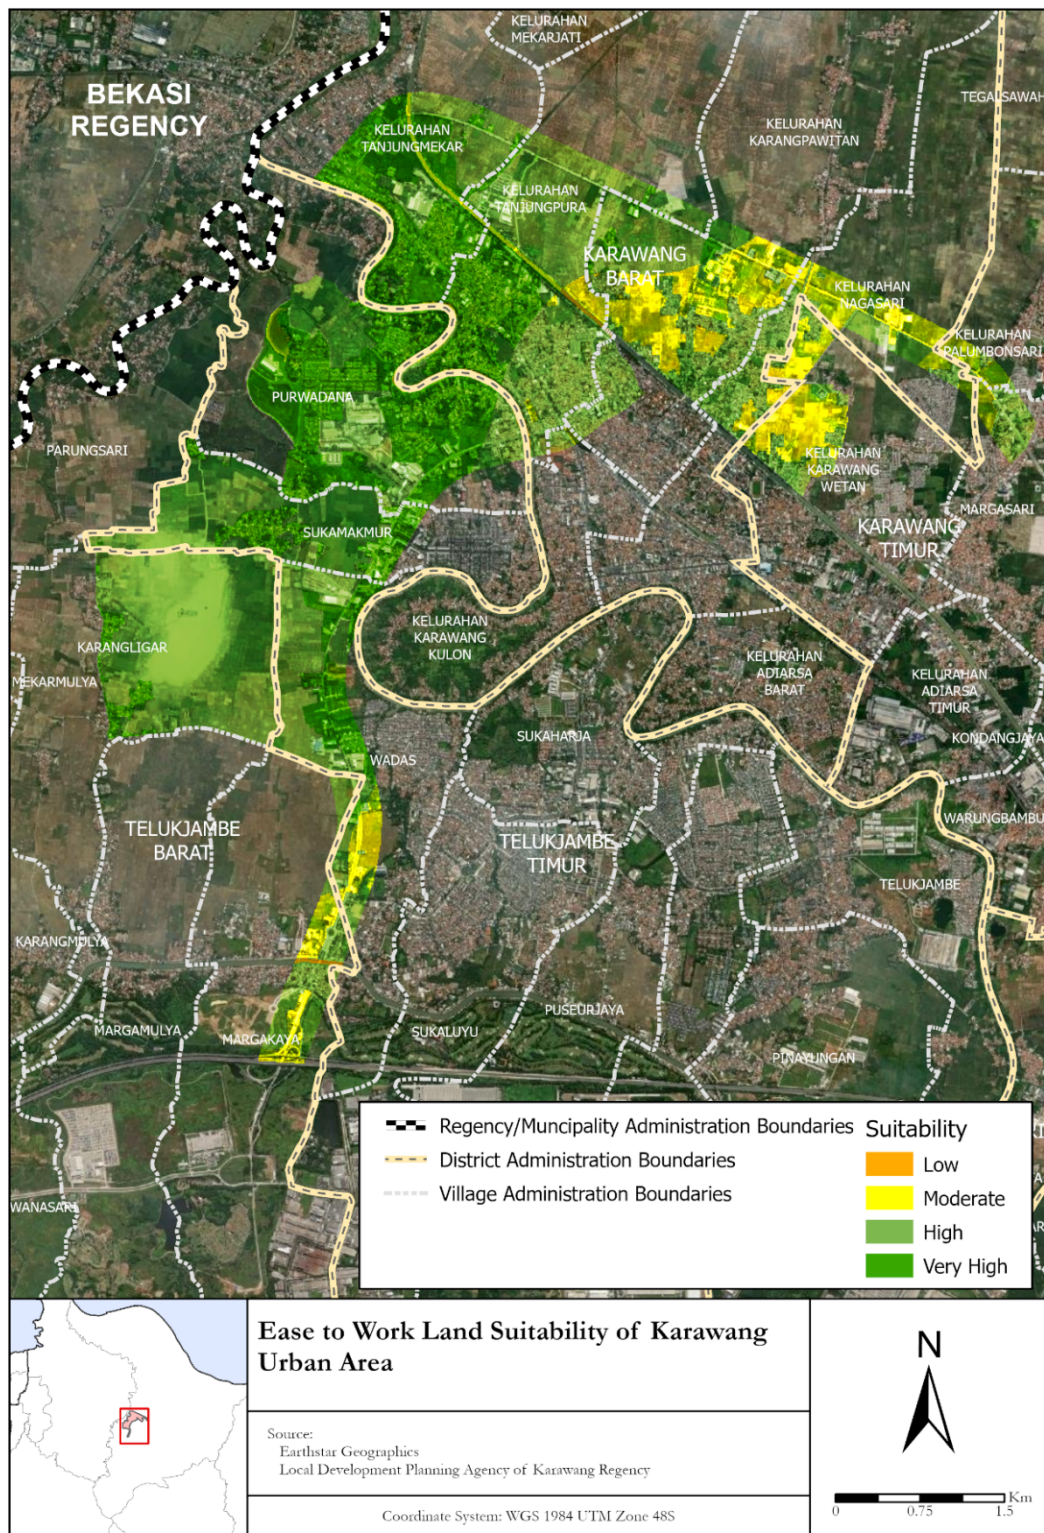 KELURAHAN
MEKARJATI
BEKASI
REGENCY
TEGALSAWAH
KELURAHAN
TANJUNGMEKAR
KELURAHAN
KARANGPAWITAN
KELURAHAN
TANJUNGPURA
KARAWANG
BARAT
KELURAHAN
NAGASARI
KELURAHAN
PALUMBONSARI
PURWADANA
PARUNGSARI
KELURAHAN
KARAWANG
WETAN
MARGASARI
KARAWANG
TIMUR
SUKAMAKMUR
KELURAHAN
KARAWANG
KULON
KARANGLIGAR
MEKARMULYA
KELURAHAN
ADIARSA
BARAT
KELURAHAN
ADIARSA
TIMUR
SUKAHARJA
KONDANGJAYA
WADAS
TELUKJAMBE
BARAT
TELUKJAMBE
TIMUR
WARUNGBAMBU
TELUKJAMBE
KARANGMULYA
PUSEURJAYA
MARGAMULYA
MARGAKAYA
SUKALUYU
PINAYUNGAN
WANASARI
Regency/Muncipality Administration Boundaries
District Administration Boundaries
Village Administration Boundaries
Suitability
Low
Moderate
High
Very High
Ease to Work Land Suitability of Karawang
Urban Area
Source:
Earthstar Geographics
Local Development Planning Agency of Karawang Regency
Coordinate System: WGS 1984 UTM Zone 48S
N
Km
0 0.75 1.5